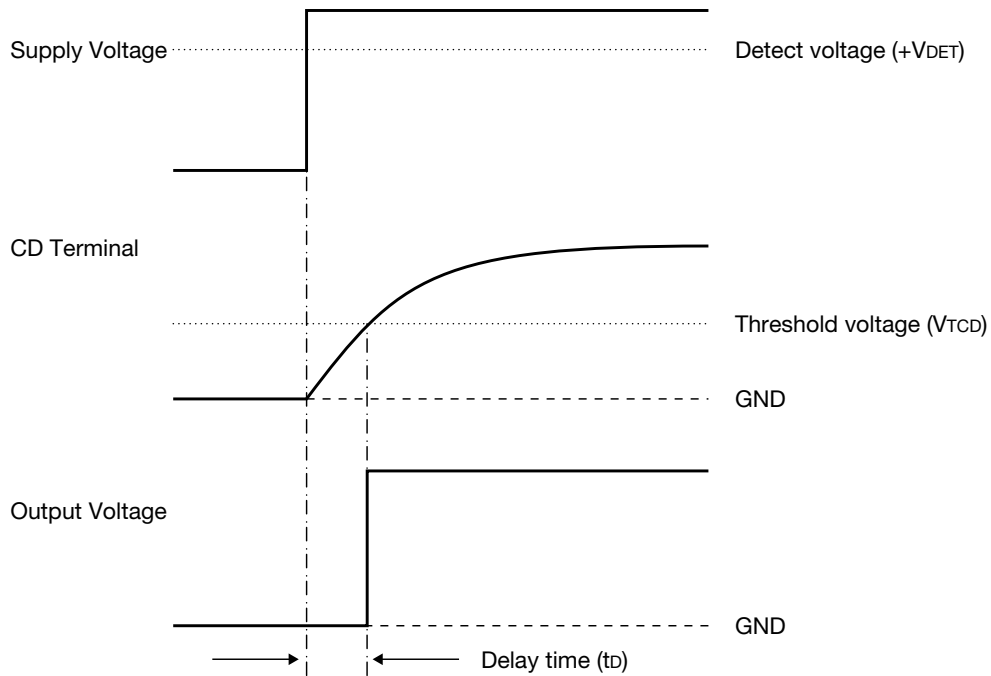 Supply Voltage
Detect voltage (+VDET)
CD Terminal
Threshold voltage (VTCD)
GND
Output Voltage
GND
Delay time (tD)